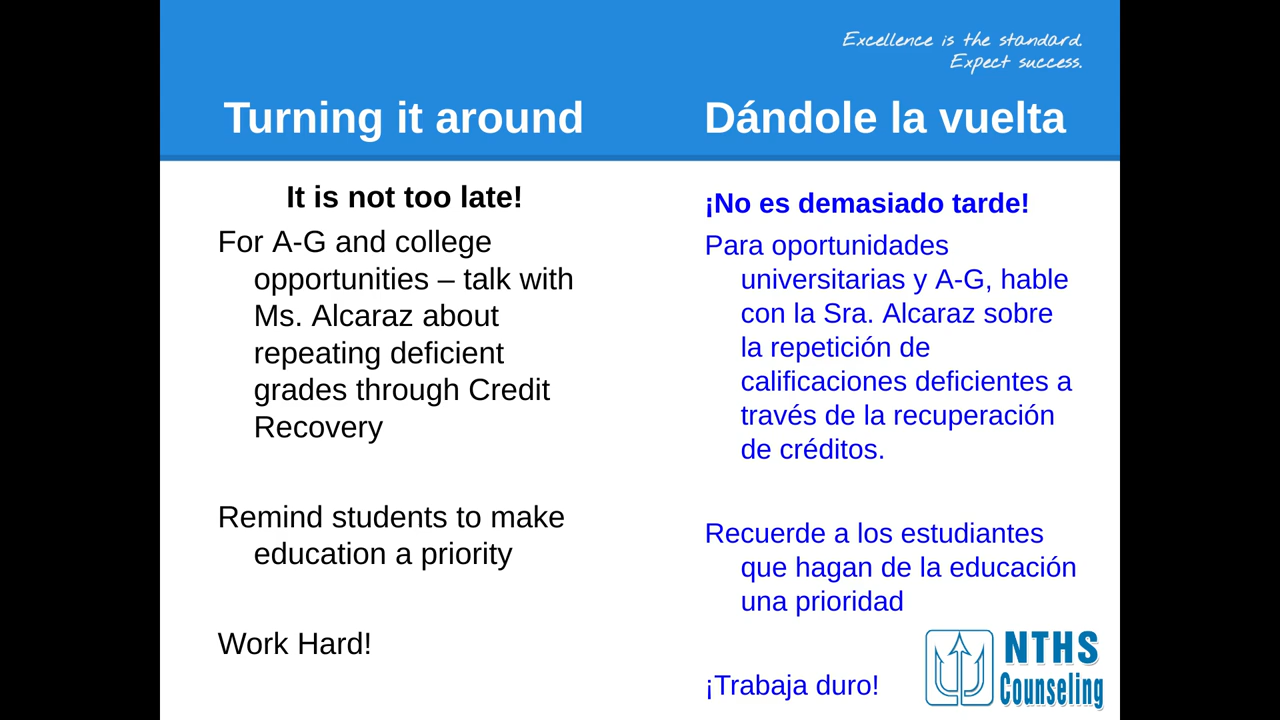 Excellence is the standard.
Expect success.
Turning it around
Dándole la vuelta
It is not too late!
For A-G and college
opportunities – talk with
Ms. Alcaraz about
repeating deficient
grades through Credit
Recovery
Remind students to make
education a priority
Work Hard!
¡No es demasiado tarde!
Para oportunidades
universitarias y A-G, hable
con la Sra. Alcaraz sobre
la repetición de
calificaciones deficientes a
través de la recuperación
de créditos.
Recuerde a los estudiantes
que hagan de la educación
una prioridad
¡Trabaja duro!
NTHS
Counseling